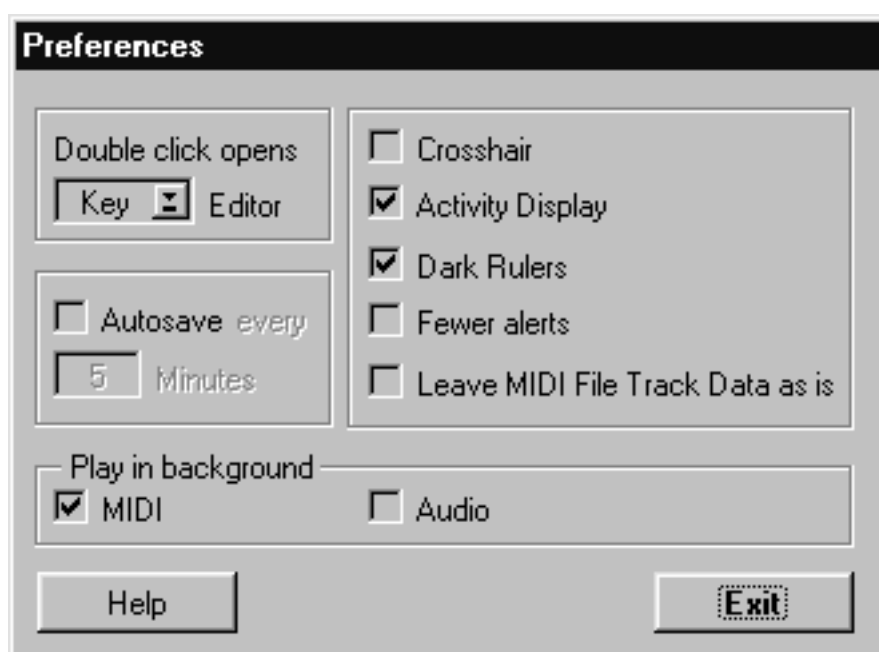 Preferences
Double click opens
Key Editor
Autosave every
5 Minutes
Crosshair
Activity Display
Dark Rulers
Fewer alerts
Leave MIDI File Track Data as is
Play in background
MIDI
Audio
Help
Exit